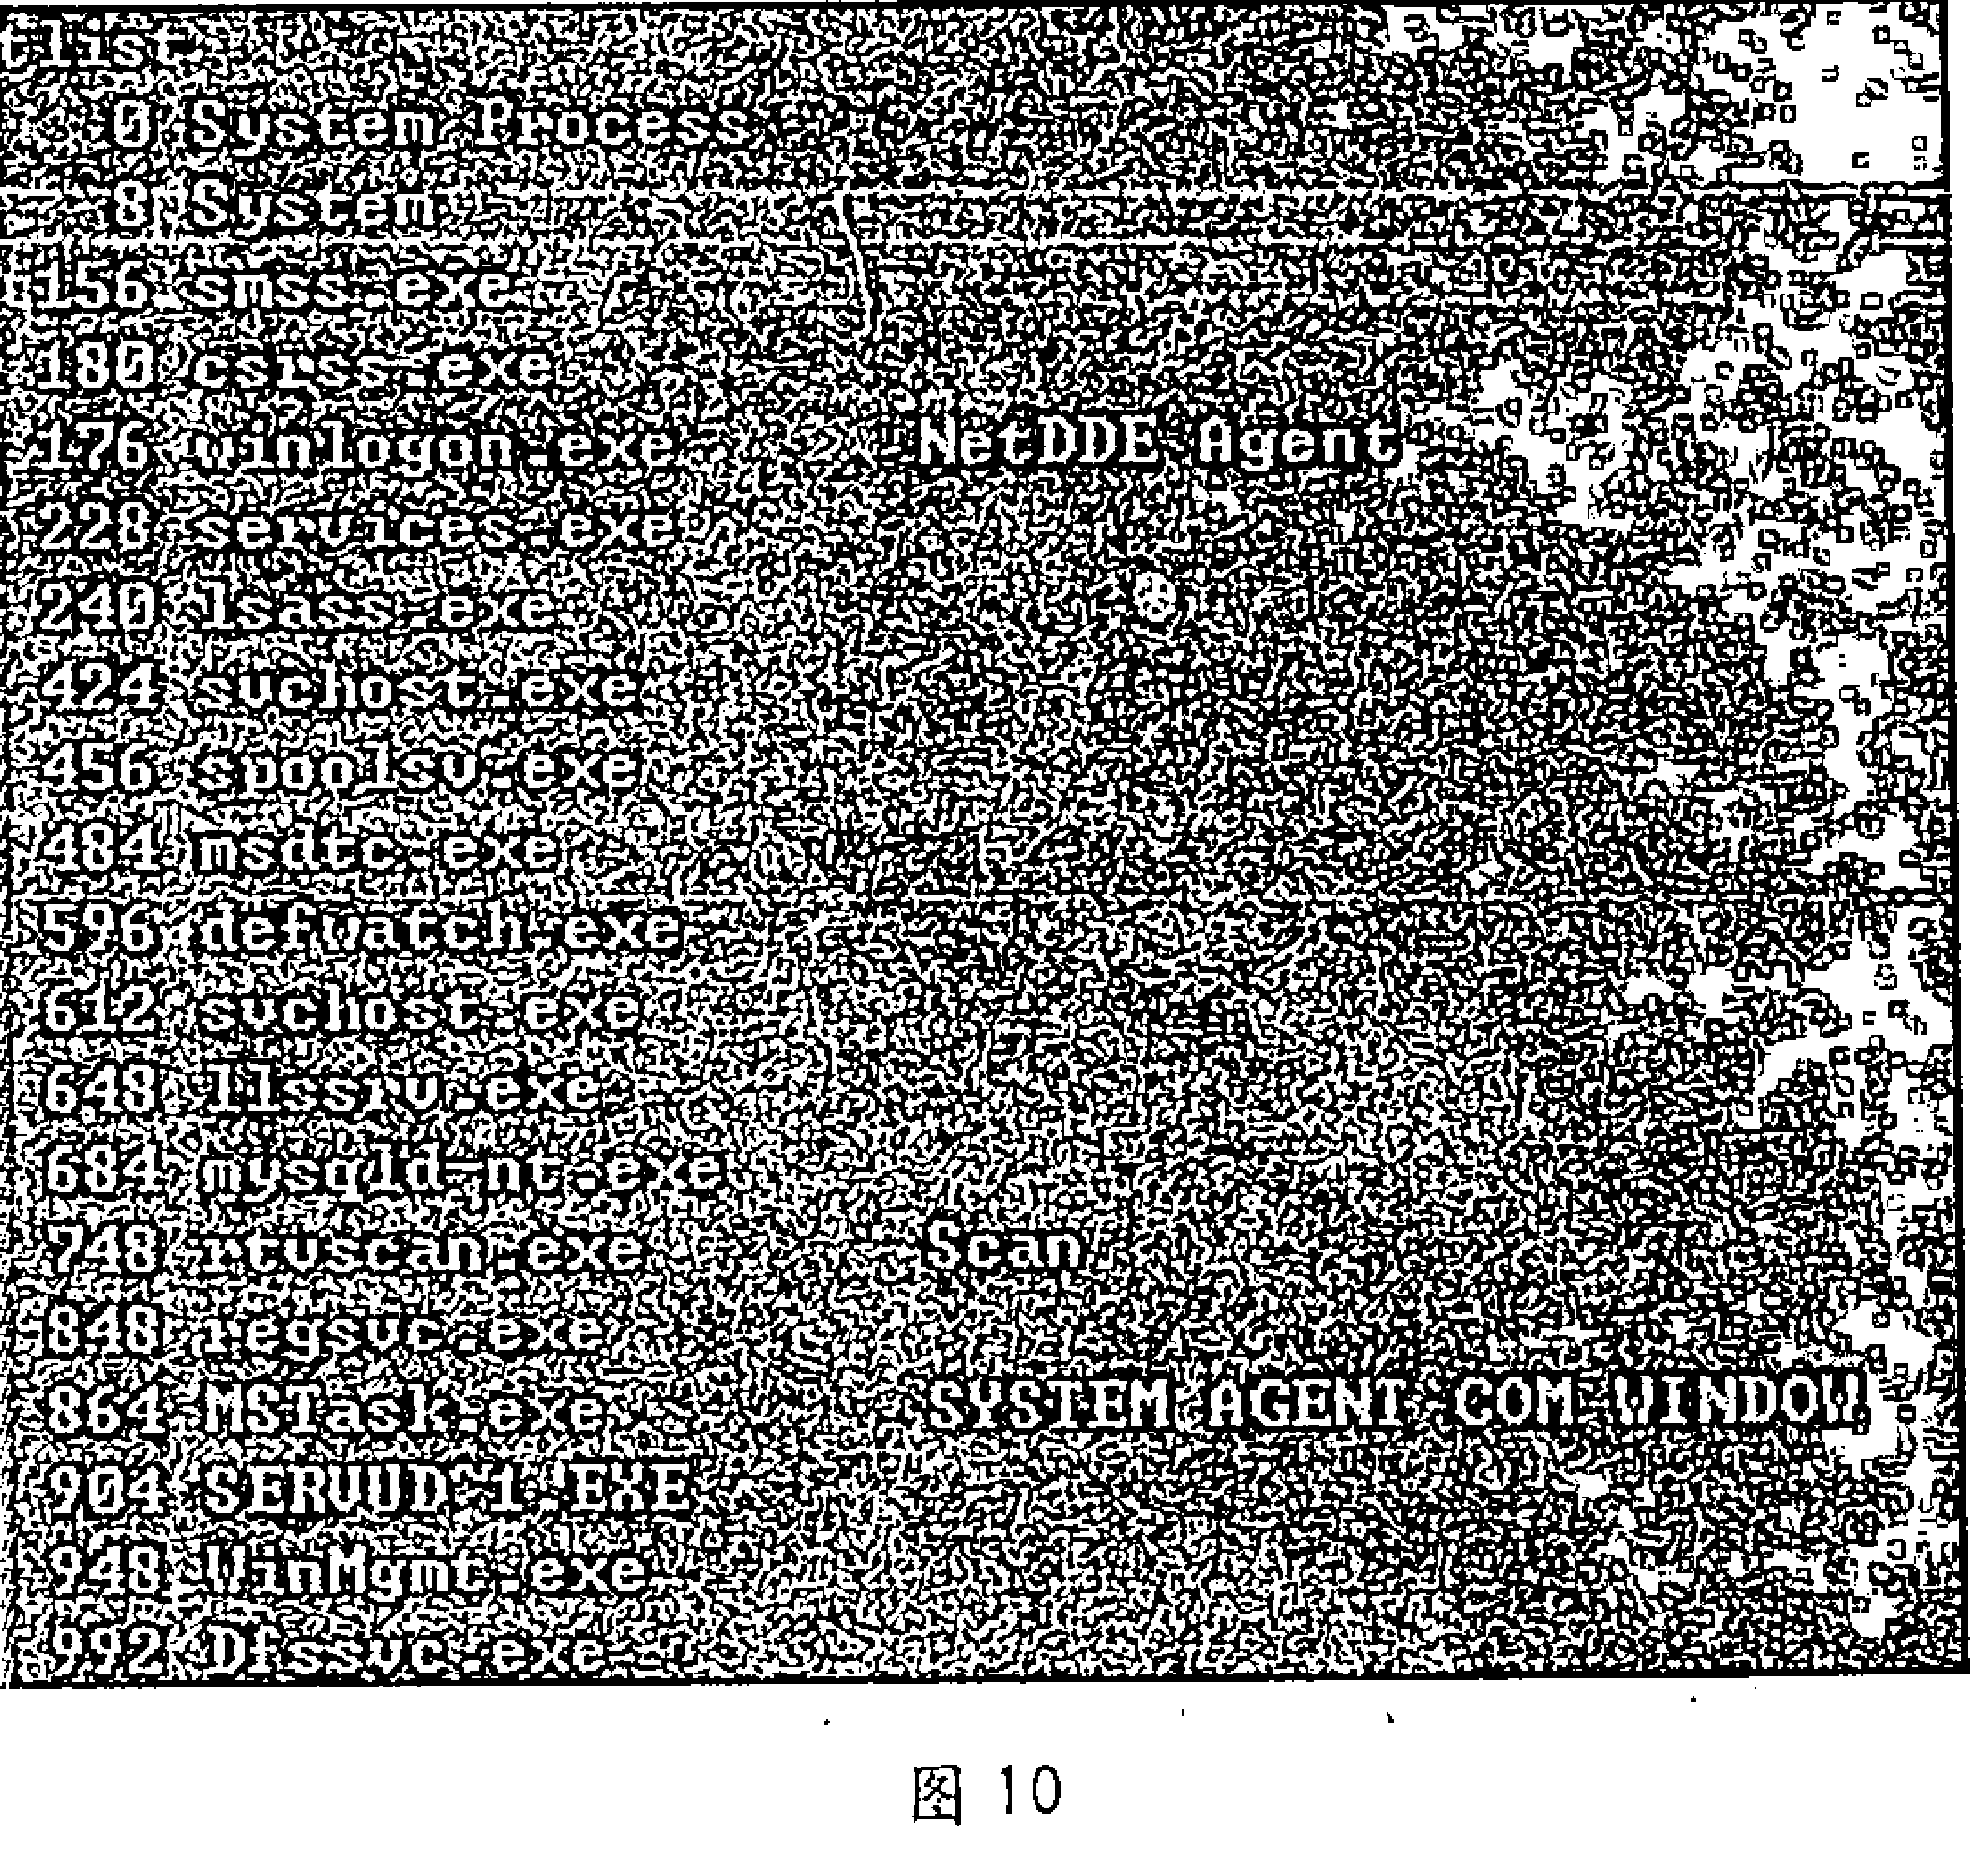 tlist
0 System Process
8 System
156 smss.exe
180 csrss.exe
176 winlogon.exe NetDDE Agent
228 services.exe
240 lsass.exe
424 svchost.exe
456 spoolsv.exe
484 msdtc.exe
596 defwatch.exe
612 svchost.exe
648 llssrv.exe
684 mysqld-nt.exe
748 rtvscan.exe Scan
848 regsvc.exe
864 MSTask.exe SYSTEM AGENT COM WINDOW
904 SERVUD~1.EXE
948 WinMgmt.exe
992 Dfssvc.exe
图 10